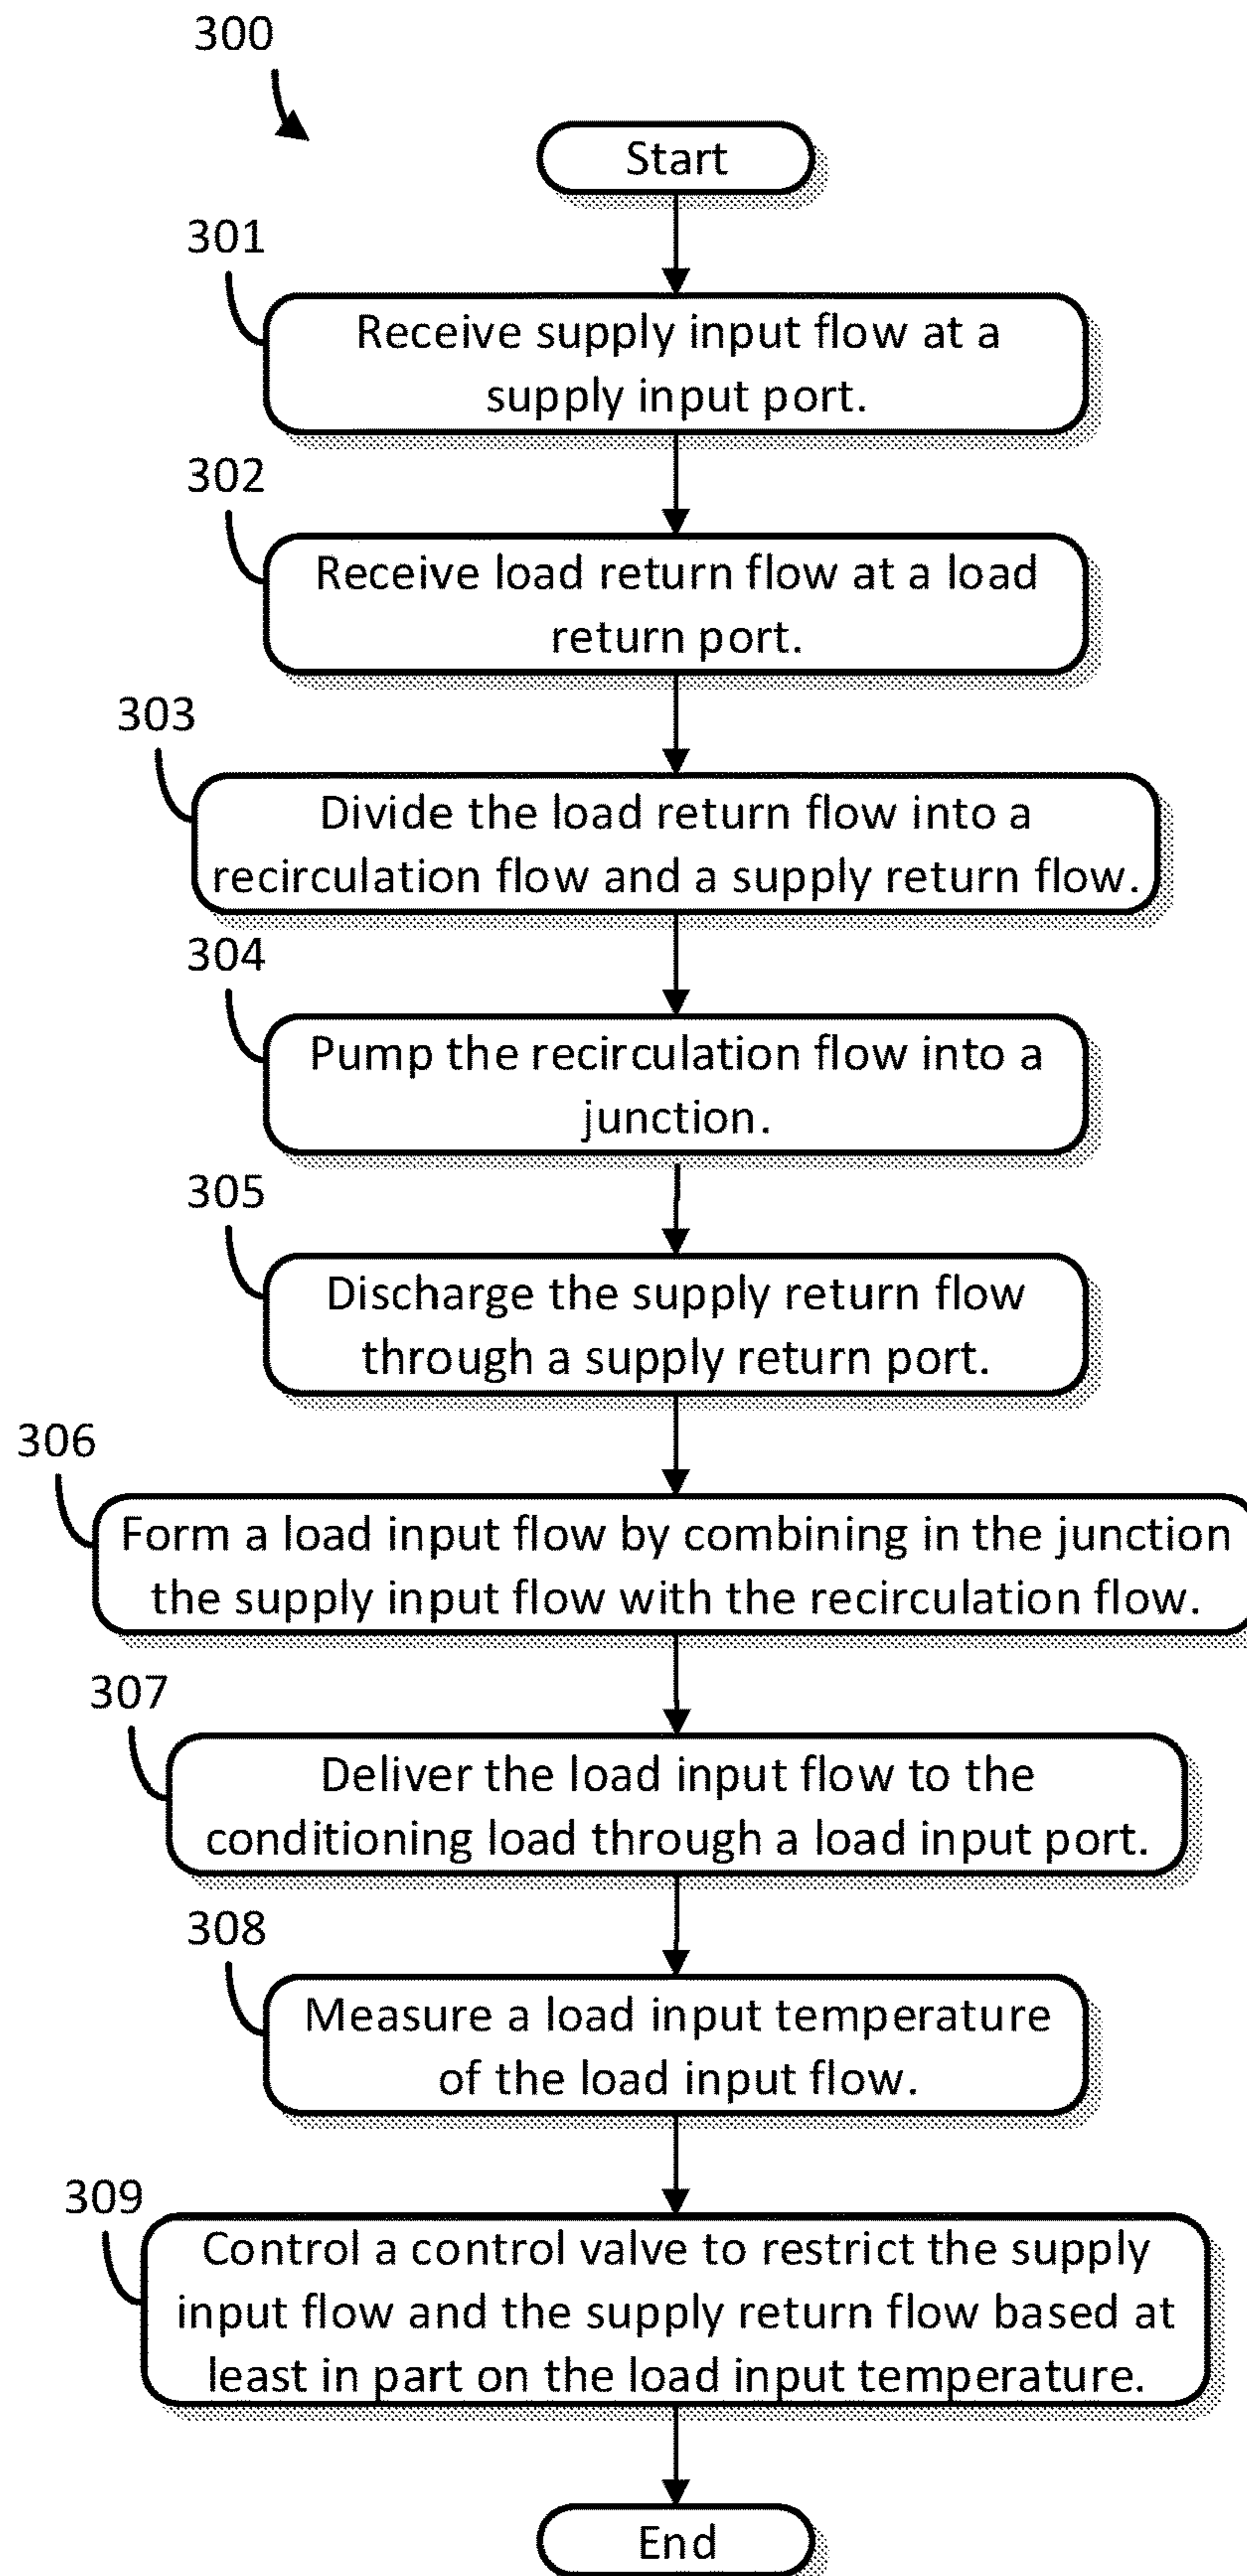 300
Start
301
Receive supply input flow at a
supply input port.
302
Receive load return flow at a load
return port.
303
Divide the load return flow into a
recirculation flow and a supply return flow.
304
Pump the recirculation flow into a
junction.
305
Discharge the supply return flow
through a supply return port.
306
Form a load input flow by combining in the junction
the supply input flow with the recirculation flow.
307
Deliver the load input flow to the
conditioning load through a load input port.
308
Measure a load input temperature
of the load input flow.
309
Control a control valve to restrict the supply
input flow and the supply return flow based at
least in part on the load input temperature.
End